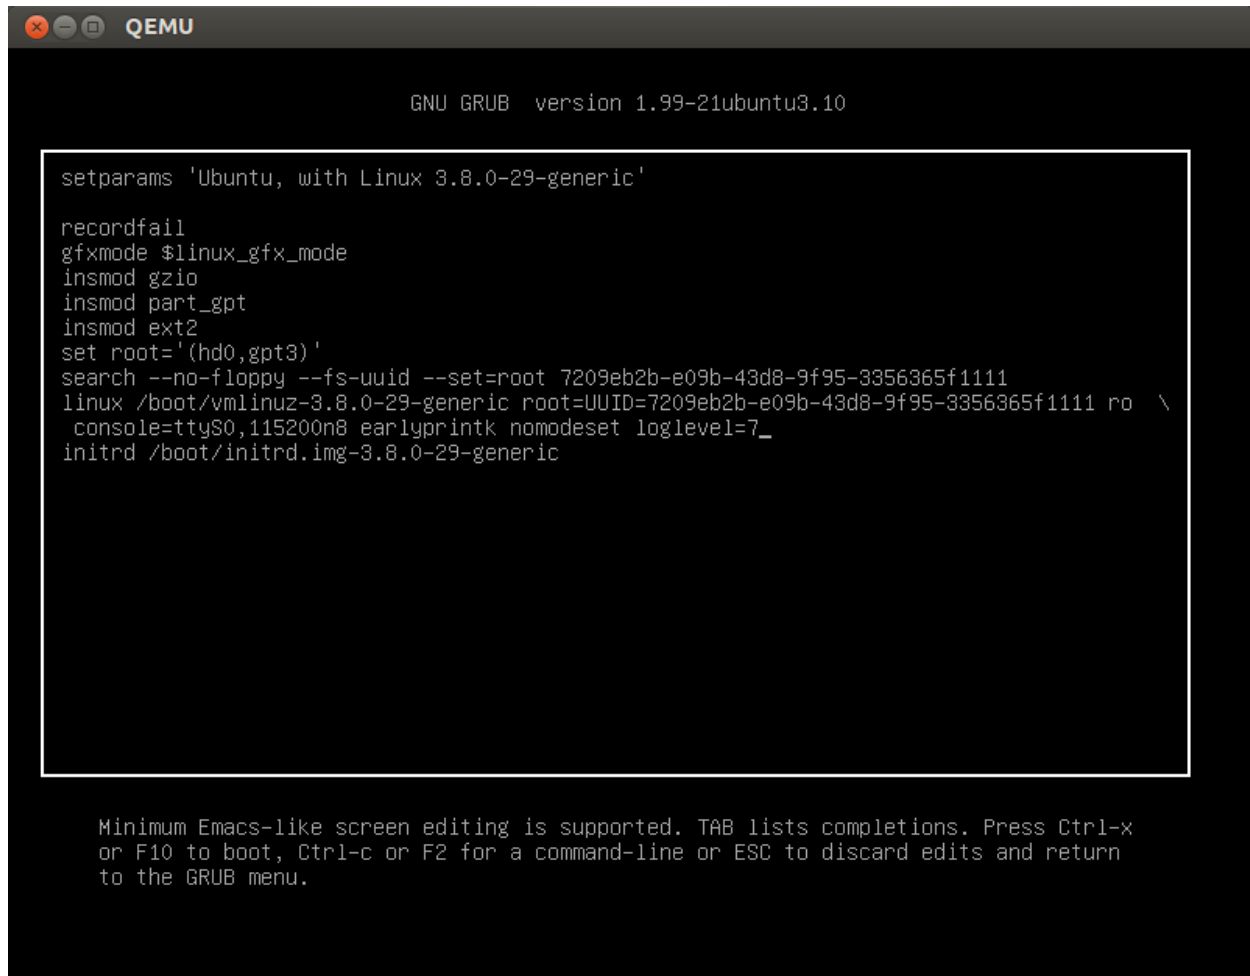 QEMU
GNU GRUB  version 1.99-21ubuntu3.10
setparams 'Ubuntu, with Linux 3.8.0-29-generic'
recordfail
gfxmode $linux_gfx_mode
insmod gzio
insmod part_gpt
insmod ext2
set root='(hd0,gpt3)'
search --no-floppy --fs-uuid --set=root 7209eb2b-e09b-43d8-9f95-3356365f1111
linux /boot/vmlinuz-3.8.0-29-generic root=UUID=7209eb2b-e09b-43d8-9f95-3356365f1111 ro  \
 console=ttyS0,115200n8 earlyprintk nomodeset loglevel=7_
initrd /boot/initrd.img-3.8.0-29-generic
Minimum Emacs-like screen editing is supported. TAB lists completions. Press Ctrl-x
or F10 to boot, Ctrl-c or F2 for a command-line or ESC to discard edits and return
to the GRUB menu.